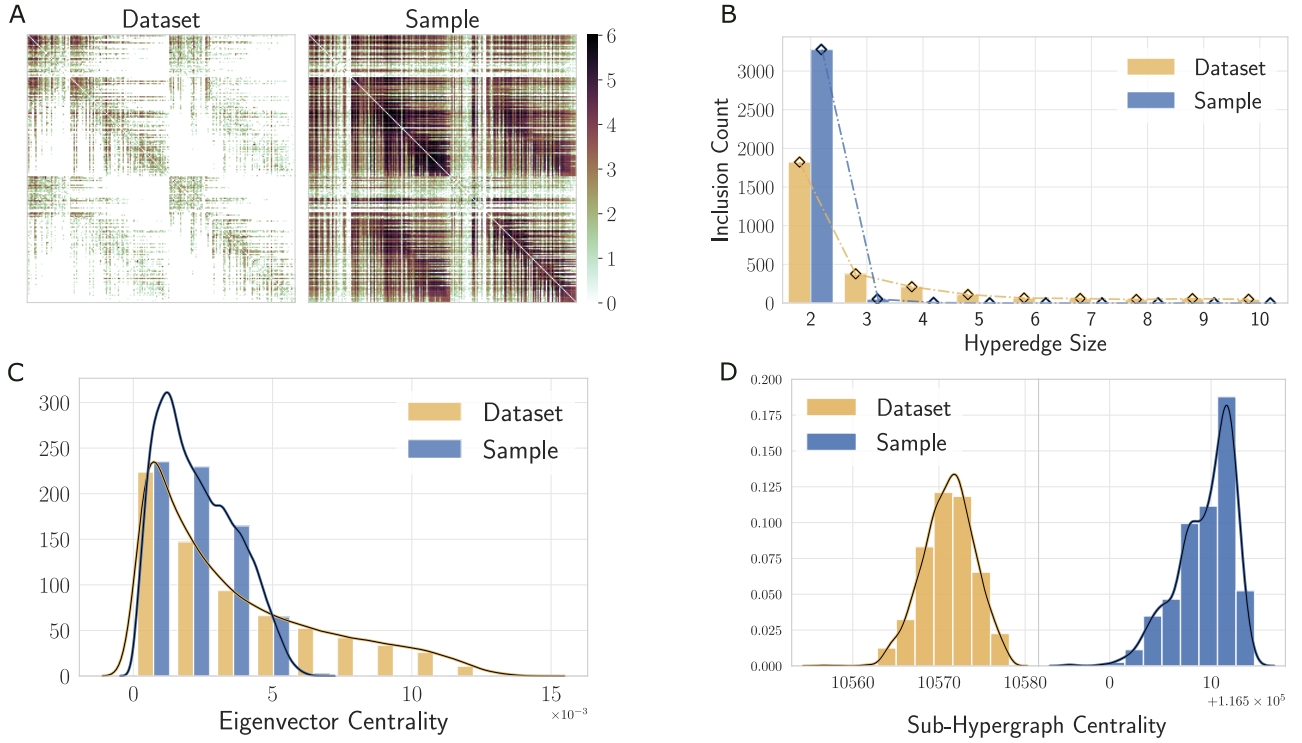 A
Dataset
Sample
6
5
4
3
2
1
0
B
Inclusion Count
3000
2500
2000
1500
1000
500
0
Dataset
Sample
2 3 4 5 6 7 8 9 10
Hyperedge Size
C
300
250
200
150
100
50
0
Dataset
Sample
0 5 10 15
×10⁻³
Eigenvector Centrality
D
0.200
0.175
0.150
0.125
0.100
0.075
0.050
0.025
0.000
Dataset
Sample
10560 10570 10580 0 10
+1.165 × 10⁵
Sub-Hypergraph Centrality